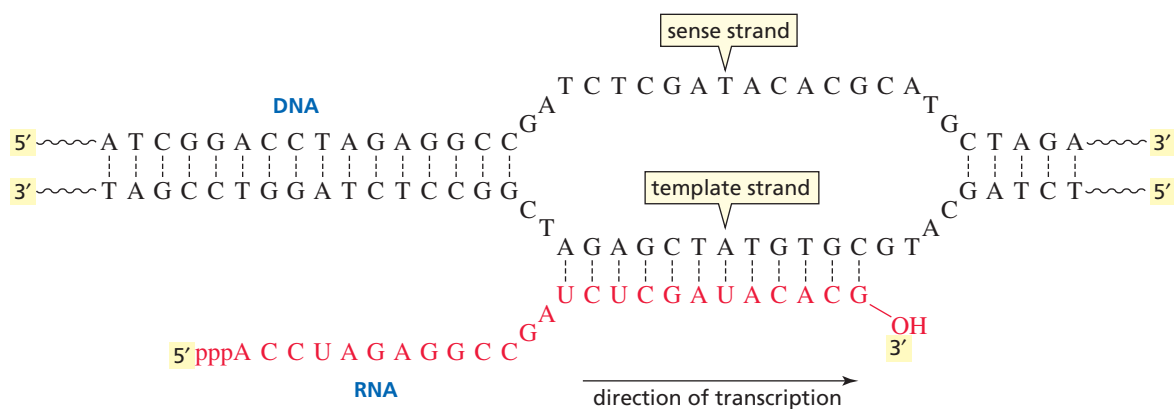 sense strand
DNA
5′ A T C G G A C C T A G A G G C C G A T C T C G A T A C A C G C A T G C T A G A 3′
3′ T A G C C T G G A T C T C C G G C T A G A G C T A T G T G C G T A C G A T C T 5′
template strand
5′ pppA C C U A G A G G C C G A U C U C G A U A C A C G OH 3′
RNA
direction of transcription